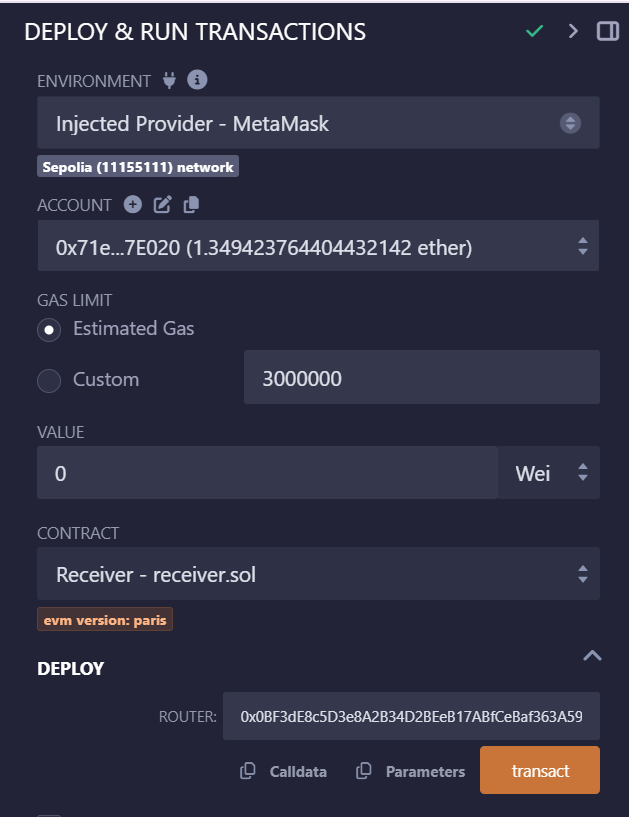 DEPLOY & RUN TRANSACTIONS
ENVIRONMENT
Injected Provider - MetaMask
Sepolia (11155111) network
ACCOUNT
0x71e...7E020 (1.349423764404432142 ether)
GAS LIMIT
Estimated Gas
Custom 3000000
VALUE
0 Wei
CONTRACT
Receiver - receiver.sol
evm version: paris
DEPLOY
ROUTER: 0x0BF3dE8c5D3e8A2B34D2BEeB17ABfCeBaf363A59
Calldata Parameters transact